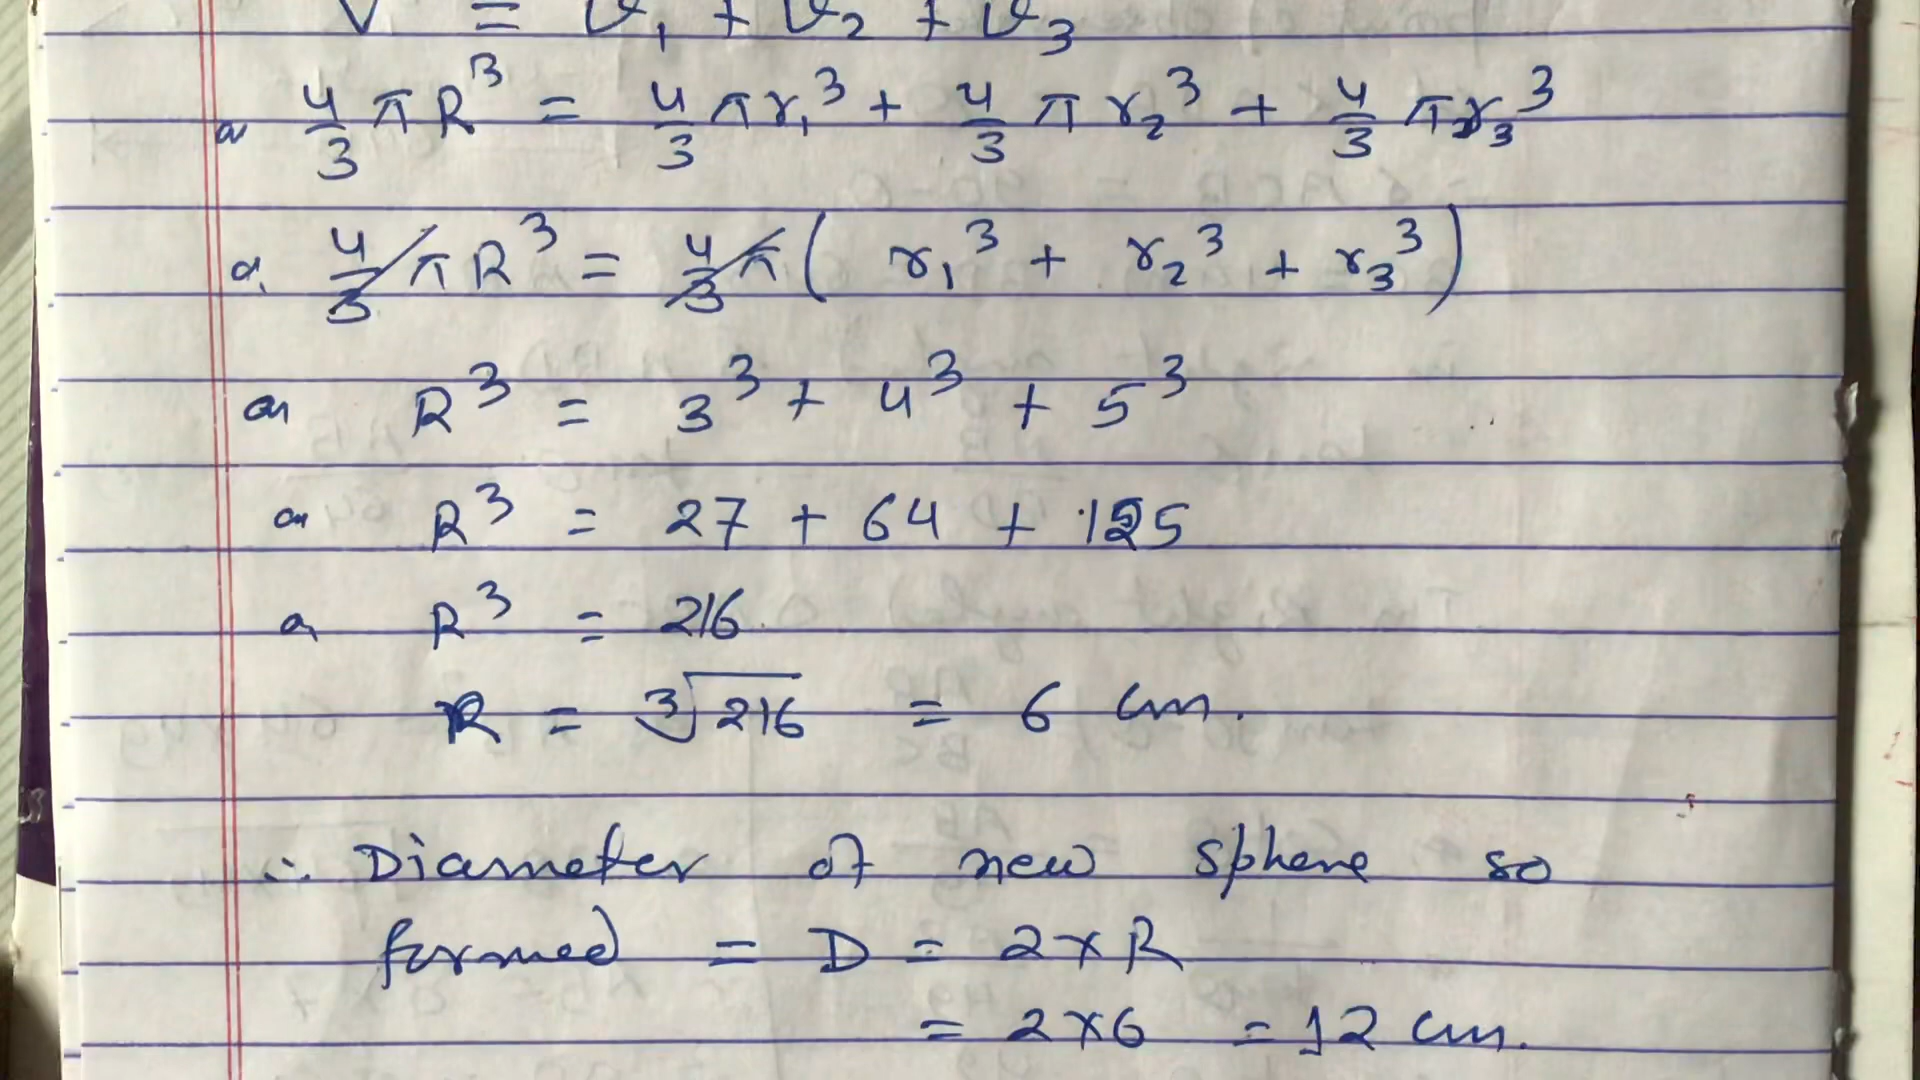 V = V₁ + V₂ + V₃
or 4/3 π R³ = 4/3 π r₁³ + 4/3 π r₂³ + 4/3 π r₃³
or 4/3 π R³ = 4/3 π ( r₁³ + r₂³ + r₃³ )
or R³ = 3³ + 4³ + 5³
or R³ = 27 + 64 + 125
or R³ = 216
R = ³√216 = 6 cm.
∴ Diameter of new sphere so
formed = D = 2 × R
= 2 × 6 = 12 cm.